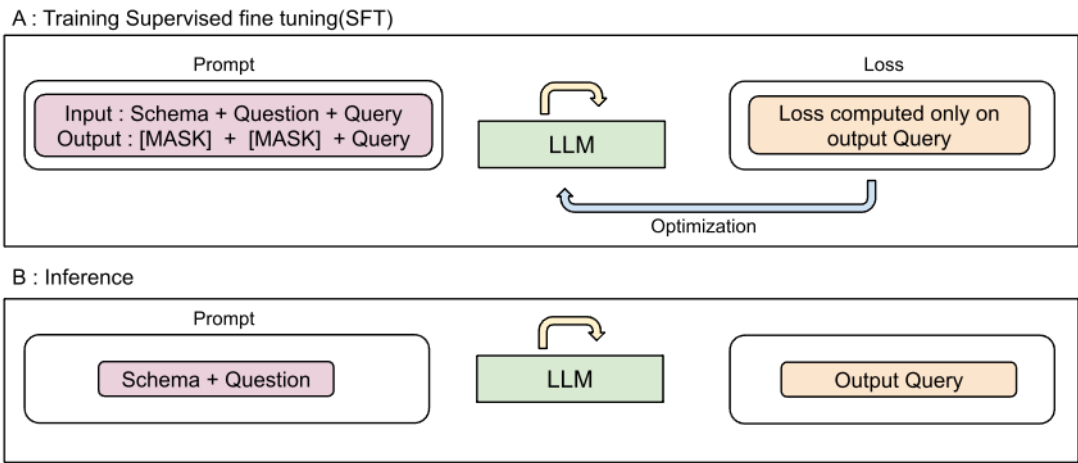 A : Training Supervised fine tuning(SFT)
Prompt
Input : Schema + Question + Query
Output : [MASK] + [MASK] + Query
LLM
Loss
Loss computed only on
output Query
Optimization
B : Inference
Prompt
Schema + Question
LLM
Output Query